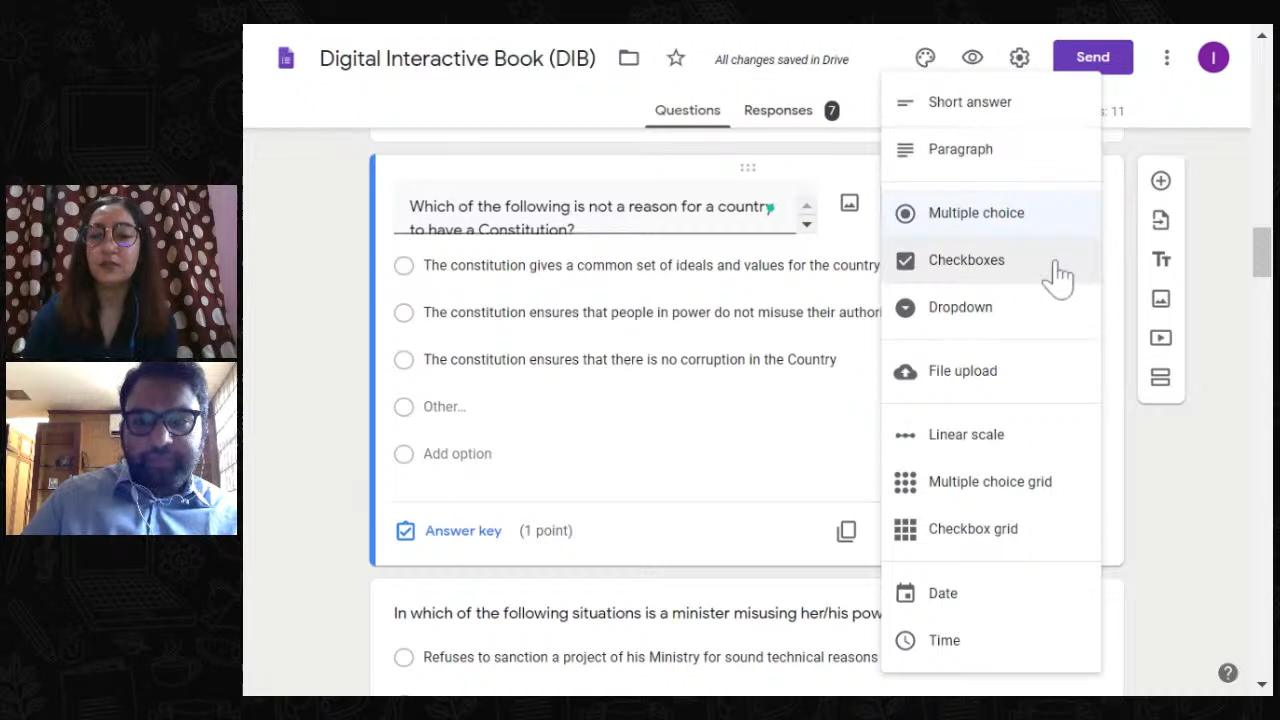 Digital Interactive Book (DIB)
All changes saved in Drive
Send
I
Questions
Responses
7
s: 11
Which of the following is not a reason for a country
to have a Constitution?
The constitution gives a common set of ideals and values for the country
The constitution ensures that people in power do not misuse their authori
The constitution ensures that there is no corruption in the Country
Other...
Add option
Answer key
(1 point)
Short answer
Paragraph
Multiple choice
Checkboxes
Dropdown
File upload
Linear scale
Multiple choice grid
Checkbox grid
Date
Time
Tt
In which of the following situations is a minister misusing her/his pow
Refuses to sanction a project of his Ministry for sound technical reasons